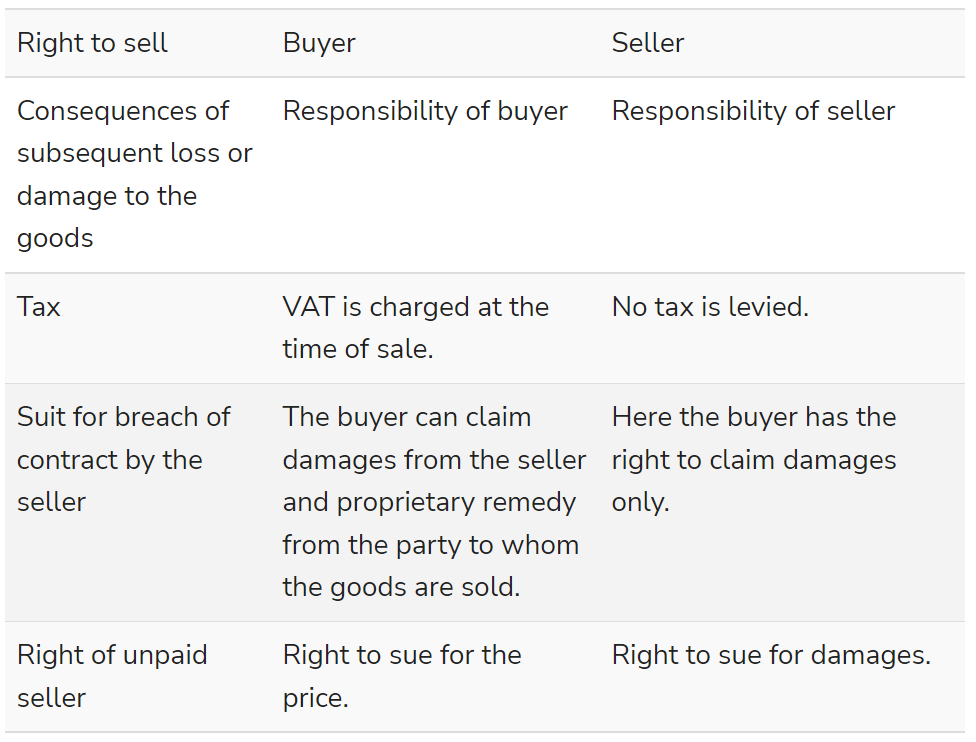 Right to sell Buyer Seller
Consequences of Responsibility of buyer Responsibility of seller
subsequent loss or
damage to the
goods
Tax VAT is charged at the No tax is levied.
time of sale.
Suit for breach of The buyer can claim Here the buyer has the
contract by the damages from the seller right to claim damages
seller and proprietary remedy only.
from the party to whom
the goods are sold.
Right of unpaid Right to sue for the Right to sue for damages.
seller price.